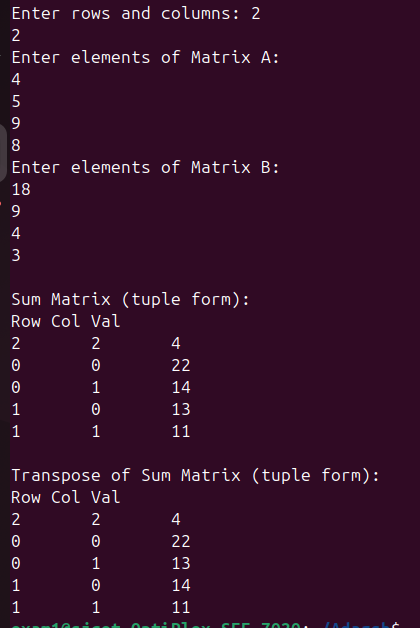 Enter rows and columns: 2
2
Enter elements of Matrix A:
4
5
9
8
Enter elements of Matrix B:
18
9
4
3
Sum Matrix (tuple form):
Row Col Val
2 2 4
0 0 22
0 1 14
1 0 13
1 1 11
Transpose of Sum Matrix (tuple form):
Row Col Val
2 2 4
0 0 22
0 1 13
1 0 14
1 1 11